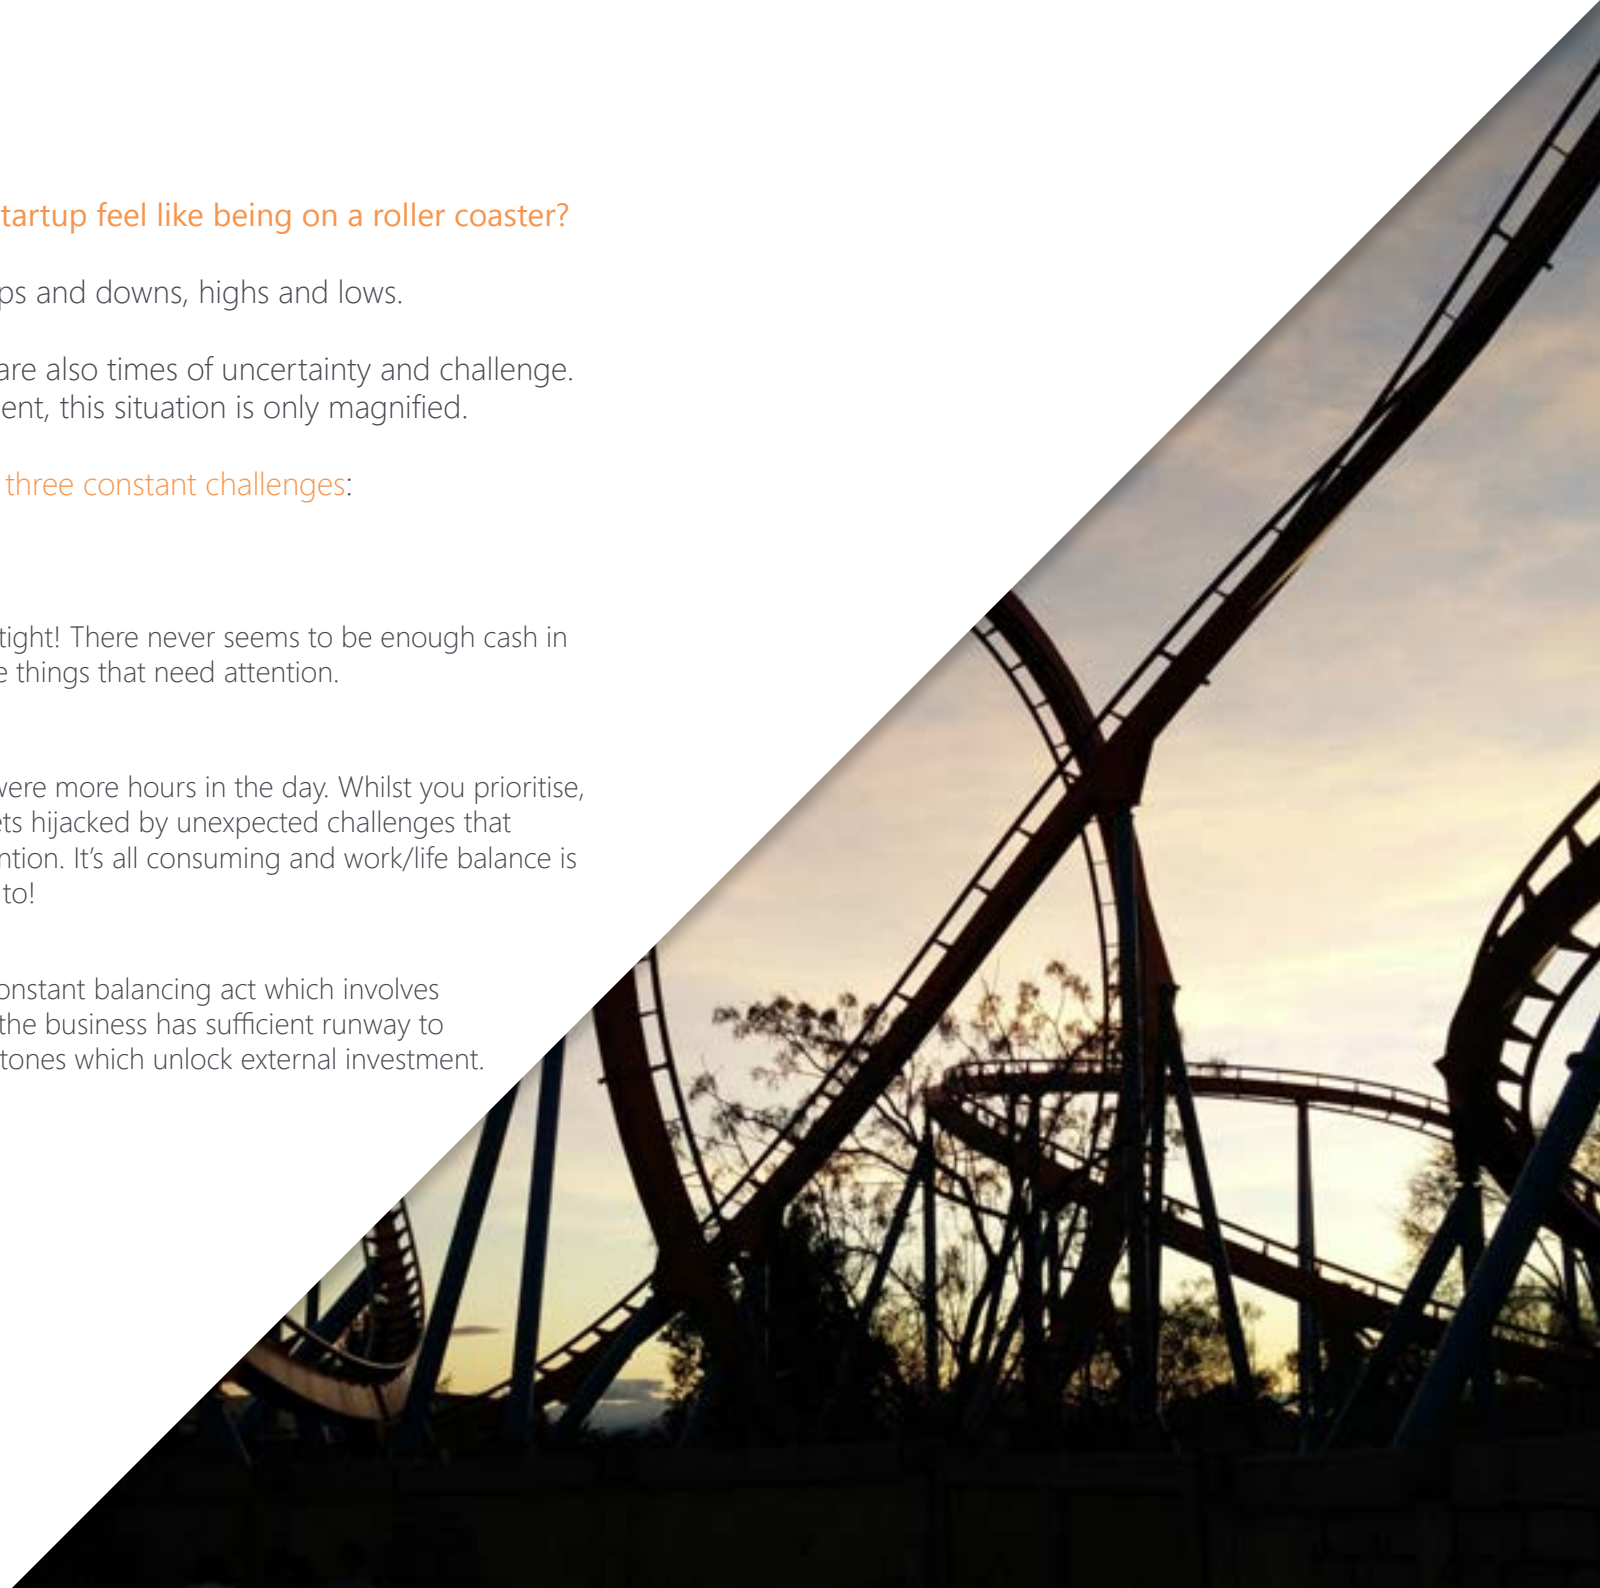 tartup feel like being on a roller coaster?
ps and downs, highs and lows.
are also times of uncertainty and challenge.
ent, this situation is only magnified.
three constant challenges:
tight! There never seems to be enough cash in
e things that need attention.
were more hours in the day. Whilst you prioritise,
ets hijacked by unexpected challenges that
ntion. It’s all consuming and work/life balance is
to!
onstant balancing act which involves
the business has sufficient runway to
tones which unlock external investment.